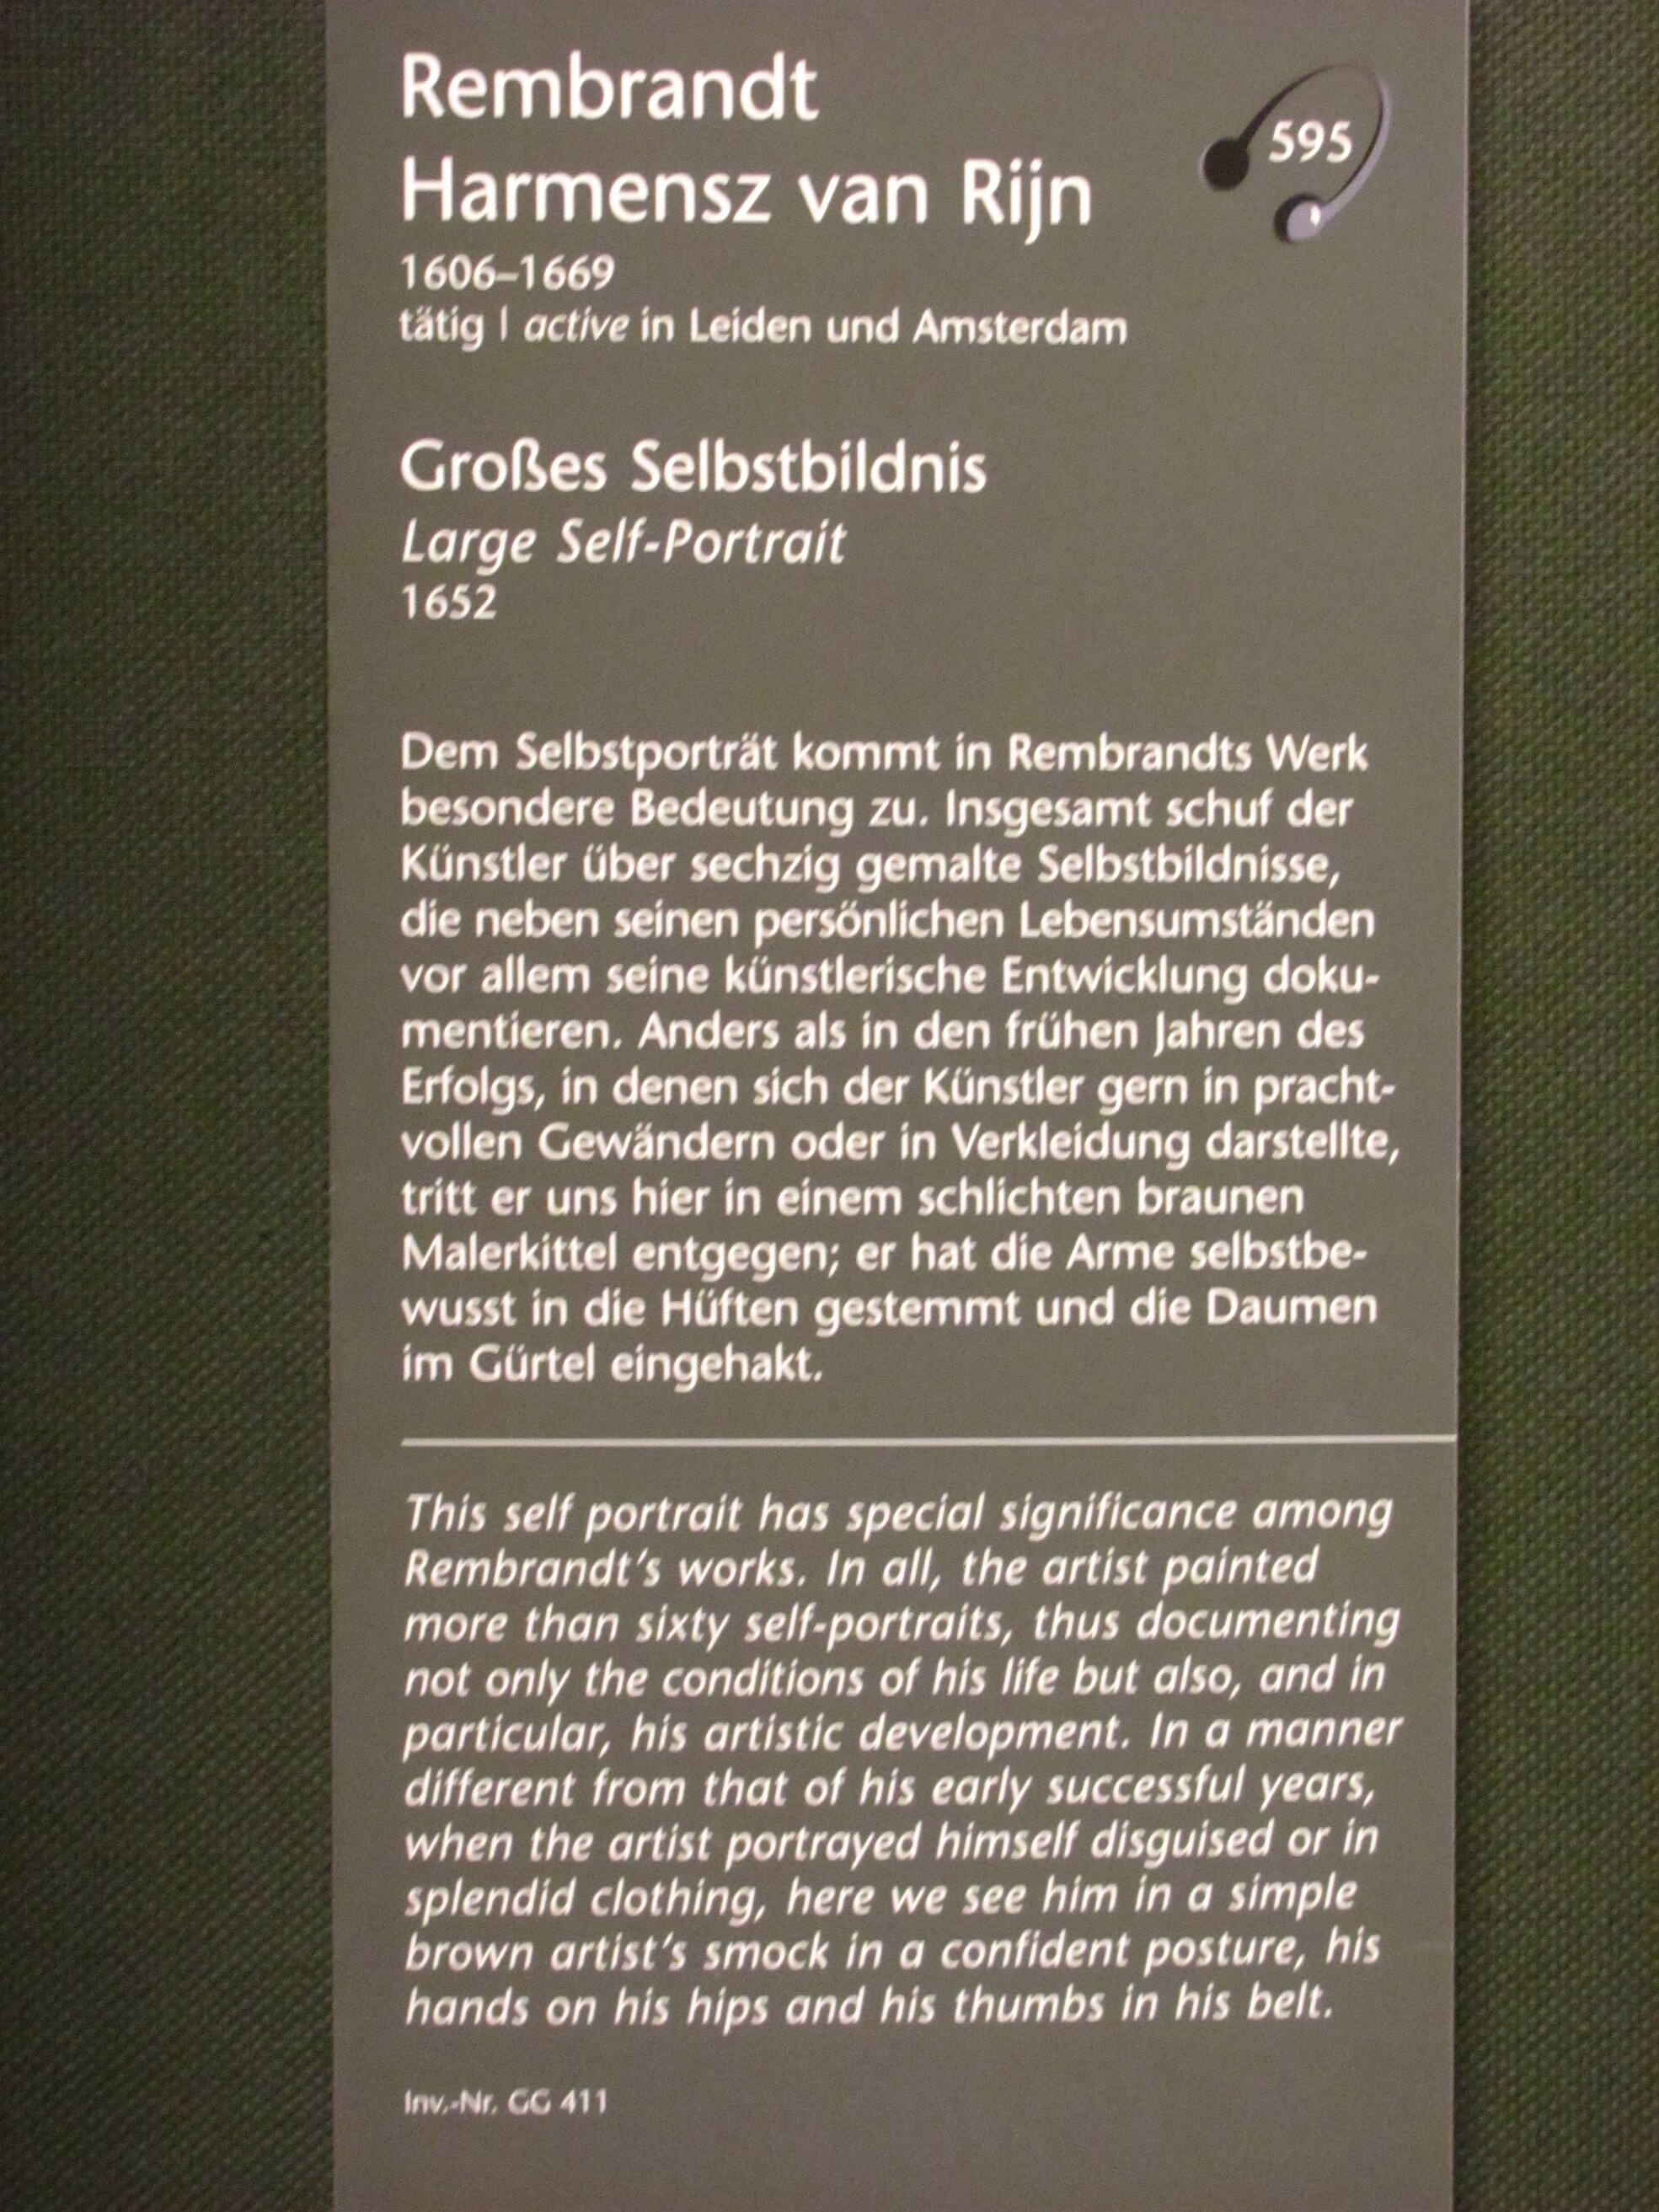 Rembrandt
Harmensz van Rijn
595
1606–1669
tätig | active in Leiden und Amsterdam
Großes Selbstbildnis
Large Self-Portrait
1652
Dem Selbstporträt kommt in Rembrandts Werk
besondere Bedeutung zu. Insgesamt schuf der
Künstler über sechzig gemalte Selbstbildnisse,
die neben seinen persönlichen Lebensumständen
vor allem seine künstlerische Entwicklung doku-
mentieren. Anders als in den frühen Jahren des
Erfolgs, in denen sich der Künstler gern in pracht-
vollen Gewändern oder in Verkleidung darstellte,
tritt er uns hier in einem schlichten braunen
Malerkittel entgegen; er hat die Arme selbstbe-
wusst in die Hüften gestemmt und die Daumen
im Gürtel eingehakt.
This self portrait has special significance among
Rembrandt's works. In all, the artist painted
more than sixty self-portraits, thus documenting
not only the conditions of his life but also, and in
particular, his artistic development. In a manner
different from that of his early successful years,
when the artist portrayed himself disguised or in
splendid clothing, here we see him in a simple
brown artist's smock in a confident posture, his
hands on his hips and his thumbs in his belt.
Inv.-Nr. GG 411